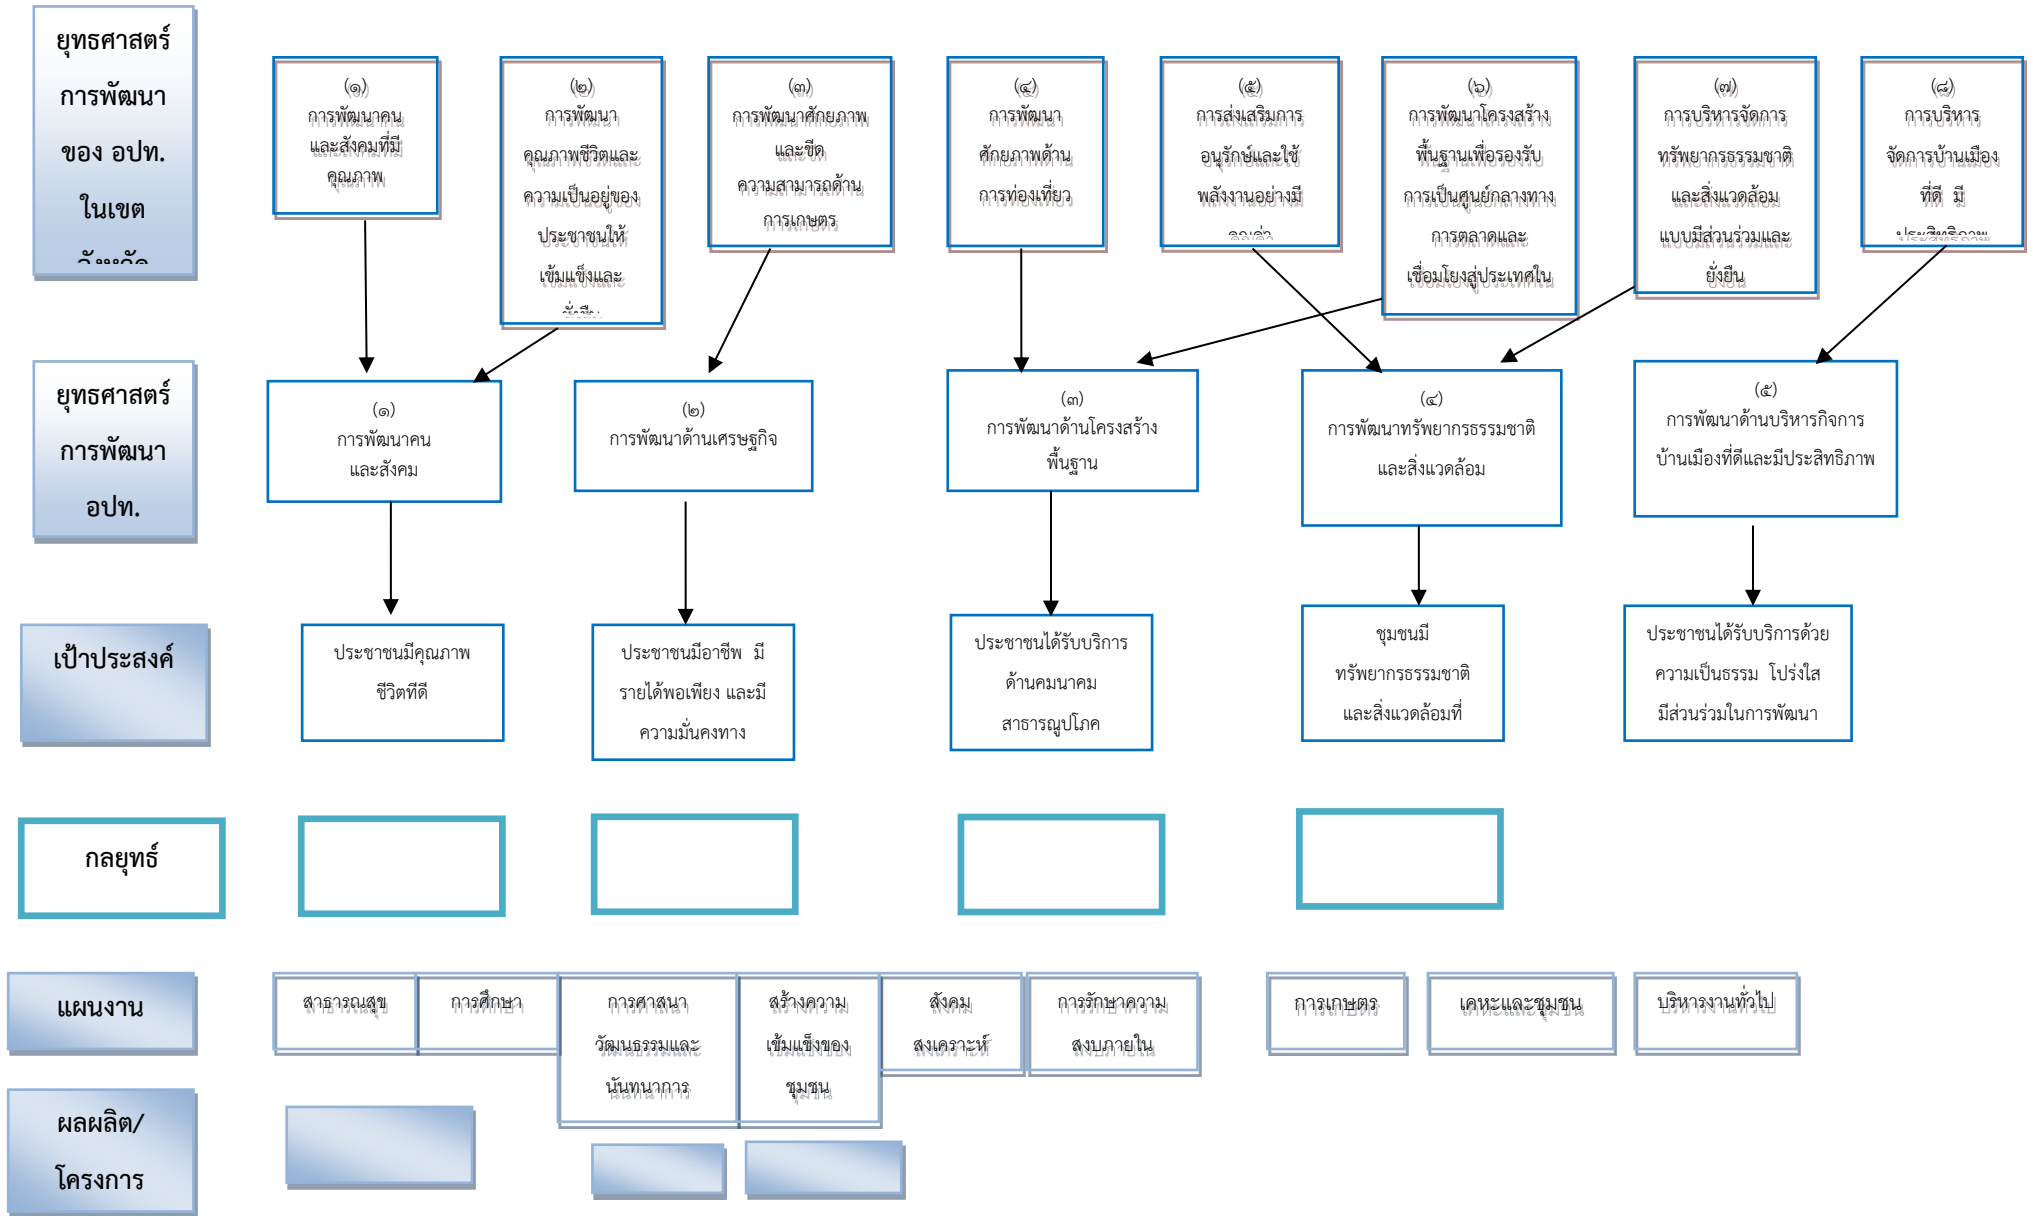 ยุทธศาสตร์
การพัฒนา
ของ อปท.
ในเขต
จังหวัด
(๑)
การพัฒนาคน
และสังคมที่มี
คุณภาพ
(๒)
การพัฒนา
คุณภาพชีวิตและ
ความเป็นอยู่ของ
ประชาชนให้
เข้มแข็งและ
(๓)
การพัฒนาศักยภาพ
และขีด
ความสามารถด้าน
การเกษตร
(๔)
การพัฒนา
ศักยภาพด้าน
การท่องเที่ยว
(๕)
การส่งเสริมการ
อนุรักษ์และใช้
พลังงานอย่างมี
คุณค่า
(๖)
การพัฒนาโครงสร้าง
พื้นฐานเพื่อรองรับ
การเป็นศูนย์กลางทาง
การตลาดและ
เชื่อมโยงสู่ประเทศใน
(๗)
การบริหารจัดการ
ทรัพยากรธรรมชาติ
และสิ่งแวดล้อม
แบบมีส่วนร่วมและ
ยั่งยืน
(๘)
การบริหาร
จัดการบ้านเมือง
ที่ดี มี
ประสิทธิภาพ
ยุทธศาสตร์
การพัฒนา
อปท.
(๑)
การพัฒนาคน
และสังคม
(๒)
การพัฒนาด้านเศรษฐกิจ
(๓)
การพัฒนาด้านโครงสร้าง
พื้นฐาน
(๔)
การพัฒนาทรัพยากรธรรมชาติ
และสิ่งแวดล้อม
(๕)
การพัฒนาด้านบริหารกิจการ
บ้านเมืองที่ดีและมีประสิทธิภาพ
เป้าประสงค์
ประชาชนมีคุณภาพ
ชีวิตที่ดี
ประชาชนมีอาชีพ มี
รายได้พอเพียง และมี
ความมั่นคงทาง
ประชาชนได้รับบริการ
ด้านคมนาคม
สาธารณูปโภค
ชุมชนมี
ทรัพยากรธรรมชาติ
และสิ่งแวดล้อมที่
ประชาชนได้รับบริการด้วย
ความเป็นธรรม โปร่งใส
มีส่วนร่วมในการพัฒนา
กลยุทธ์
แผนงาน
สาธารณสุข
การศึกษา
การศาสนา
วัฒนธรรมและ
นันทนาการ
สร้างความ
เข้มแข็งของ
ชุมชน
สังคม
สงเคราะห์
การรักษาความ
สงบภายใน
การเกษตร
เคหะและชุมชน
บริหารงานทั่วไป
ผลผลิต/
โครงการ